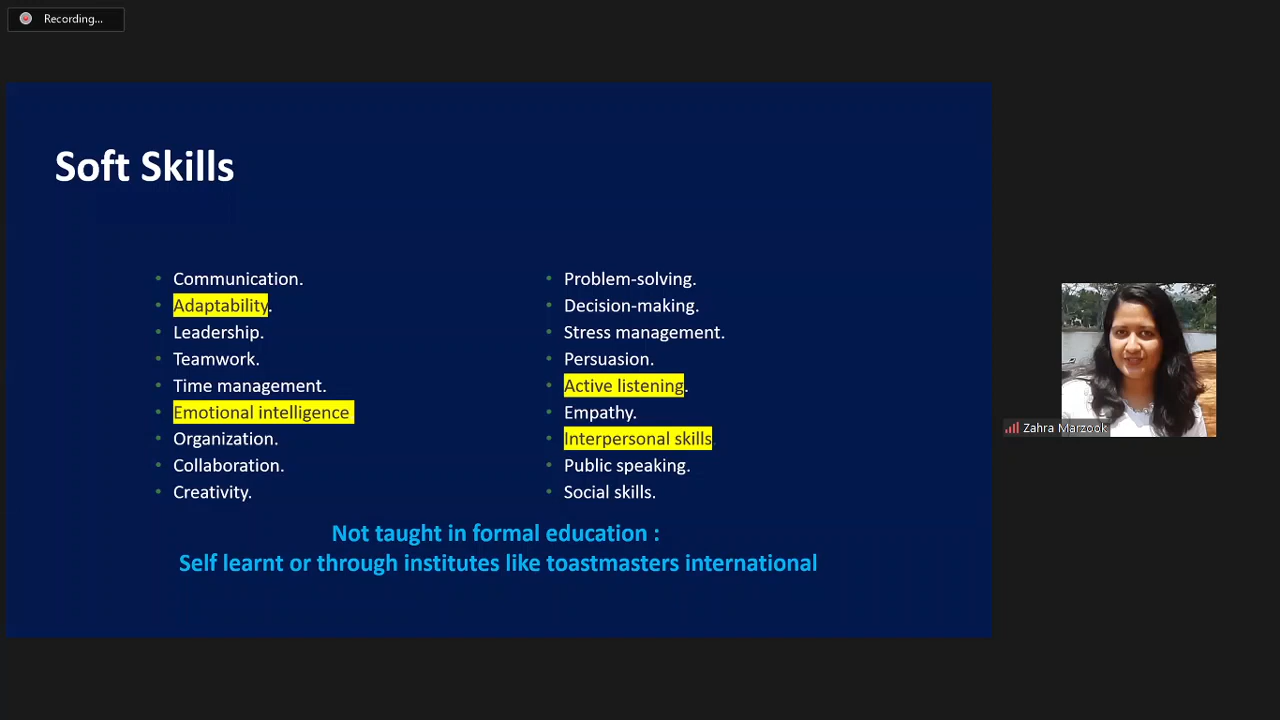 Recording...
Soft Skills
Communication.
Adaptability.
Leadership.
Teamwork.
Time management.
Emotional intelligence
Organization.
Collaboration.
Creativity.
Problem-solving.
Decision-making.
Stress management.
Persuasion.
Active listening.
Empathy.
Interpersonal skills.
Public speaking.
Social skills.
Not taught in formal education :
Self learnt or through institutes like toastmasters international
Zahra Marzook